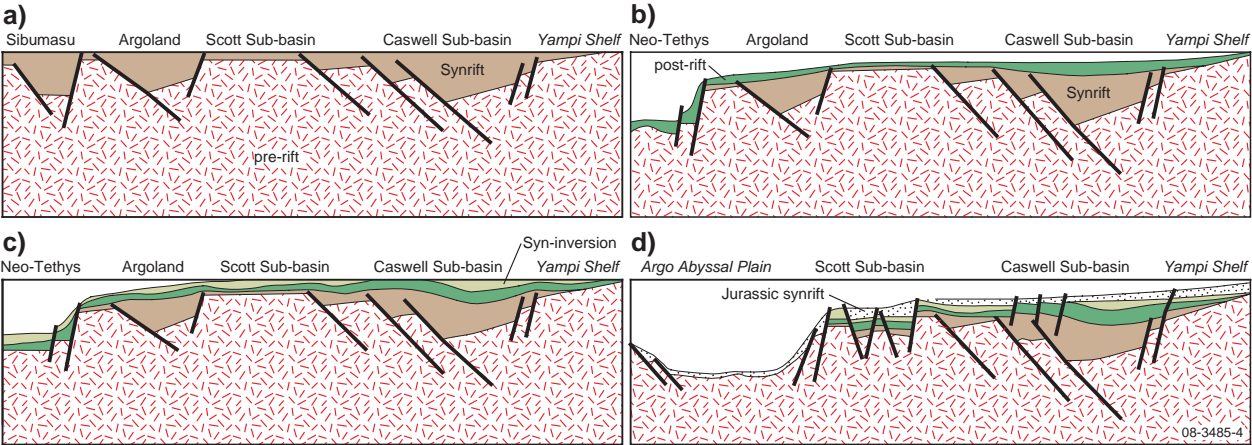 a)
Sibumasu Argoland Scott Sub-basin Caswell Sub-basin Yampi Shelf
Synrift
pre-rift
b)
Neo-Tethys Argoland Scott Sub-basin Caswell Sub-basin Yampi Shelf
post-rift
Synrift
c)
Syn-inversion
Neo-Tethys Argoland Scott Sub-basin Caswell Sub-basin Yampi Shelf
d)
Argo Abyssal Plain Scott Sub-basin Caswell Sub-basin Yampi Shelf
Jurassic synrift
08-3485-4